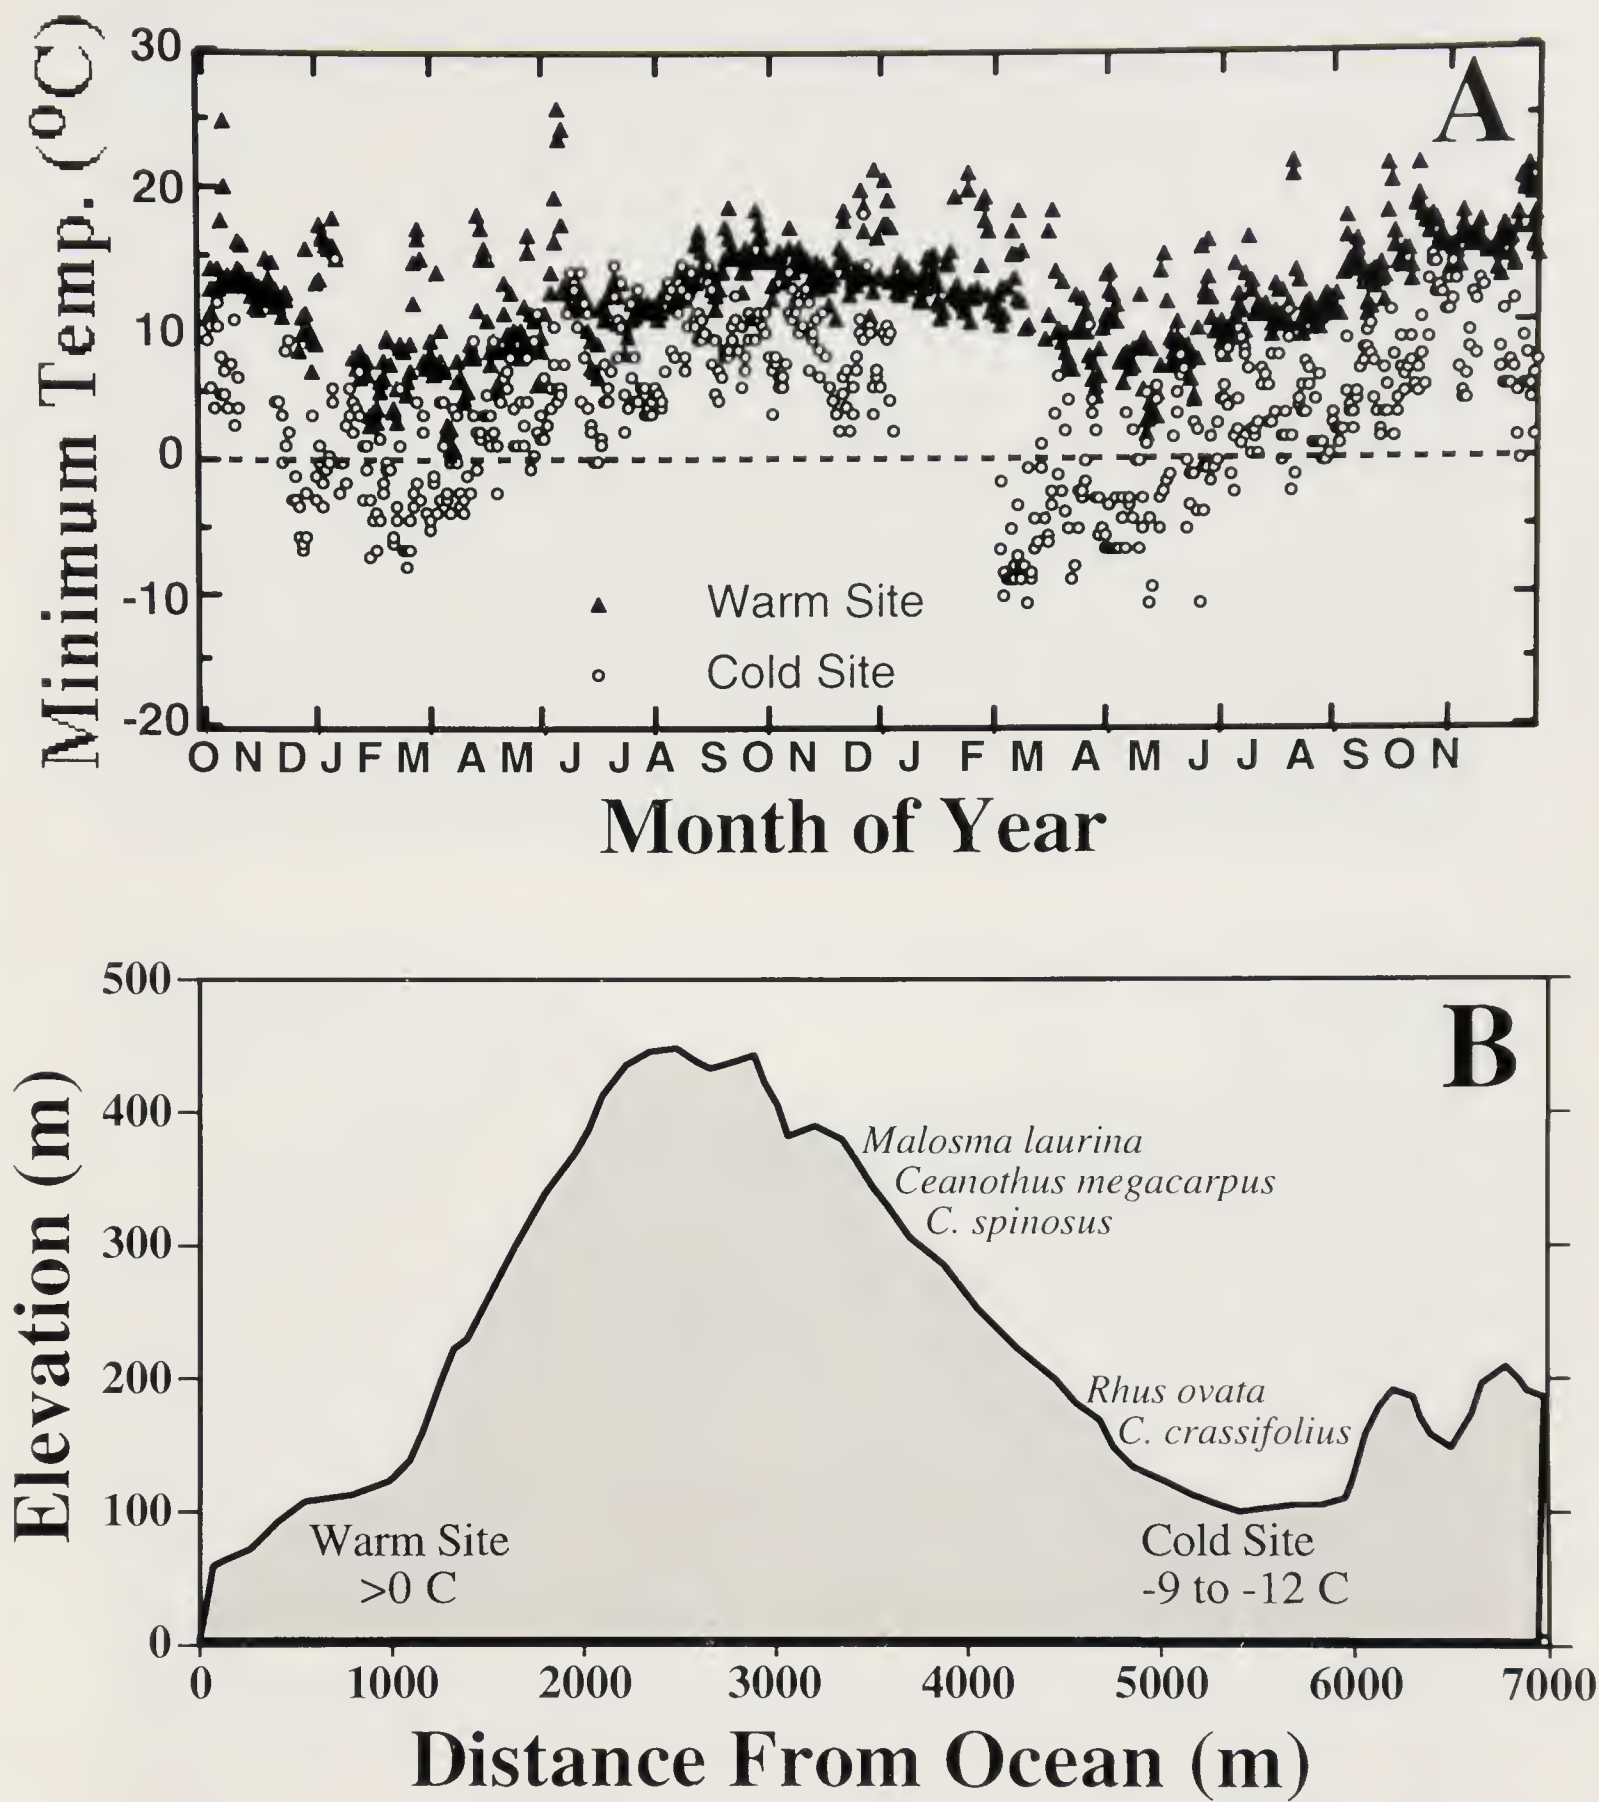 Minimum Temp. (°C)
30
20
10
0
-10
-20
A
Warm Site
Cold Site
O N D J F M A M J J A S O N D J F M A M J J A S O N
Month of Year
Elevation (m)
500
400
300
200
100
0
B
Malosma laurina
Ceanothus megacarpus
C. spinosus
Rhus ovata
C. crassifolius
Warm Site
>0 C
Cold Site
-9 to -12 C
0 1000 2000 3000 4000 5000 6000 7000
Distance From Ocean (m)